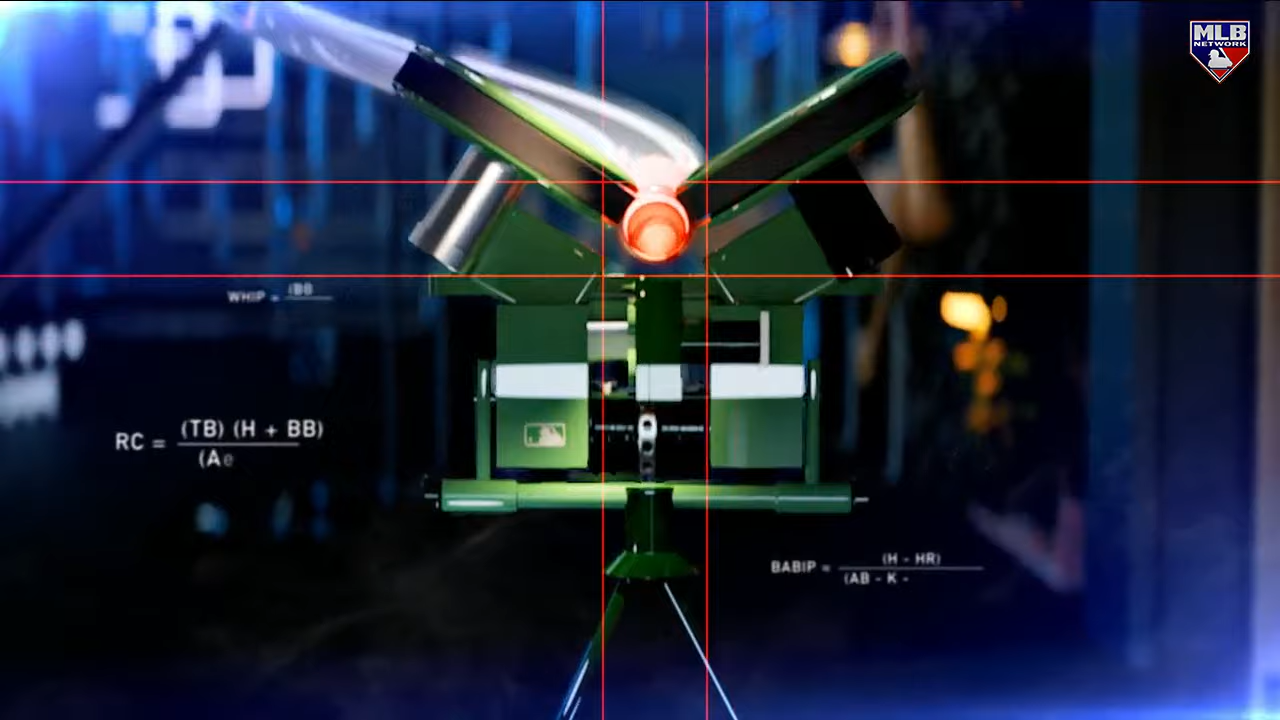 MLB
NETWORK
WHIP = (BB
RC = (TB) (H + BB)
(A
BABIP = (H - HR)
(AB - K -